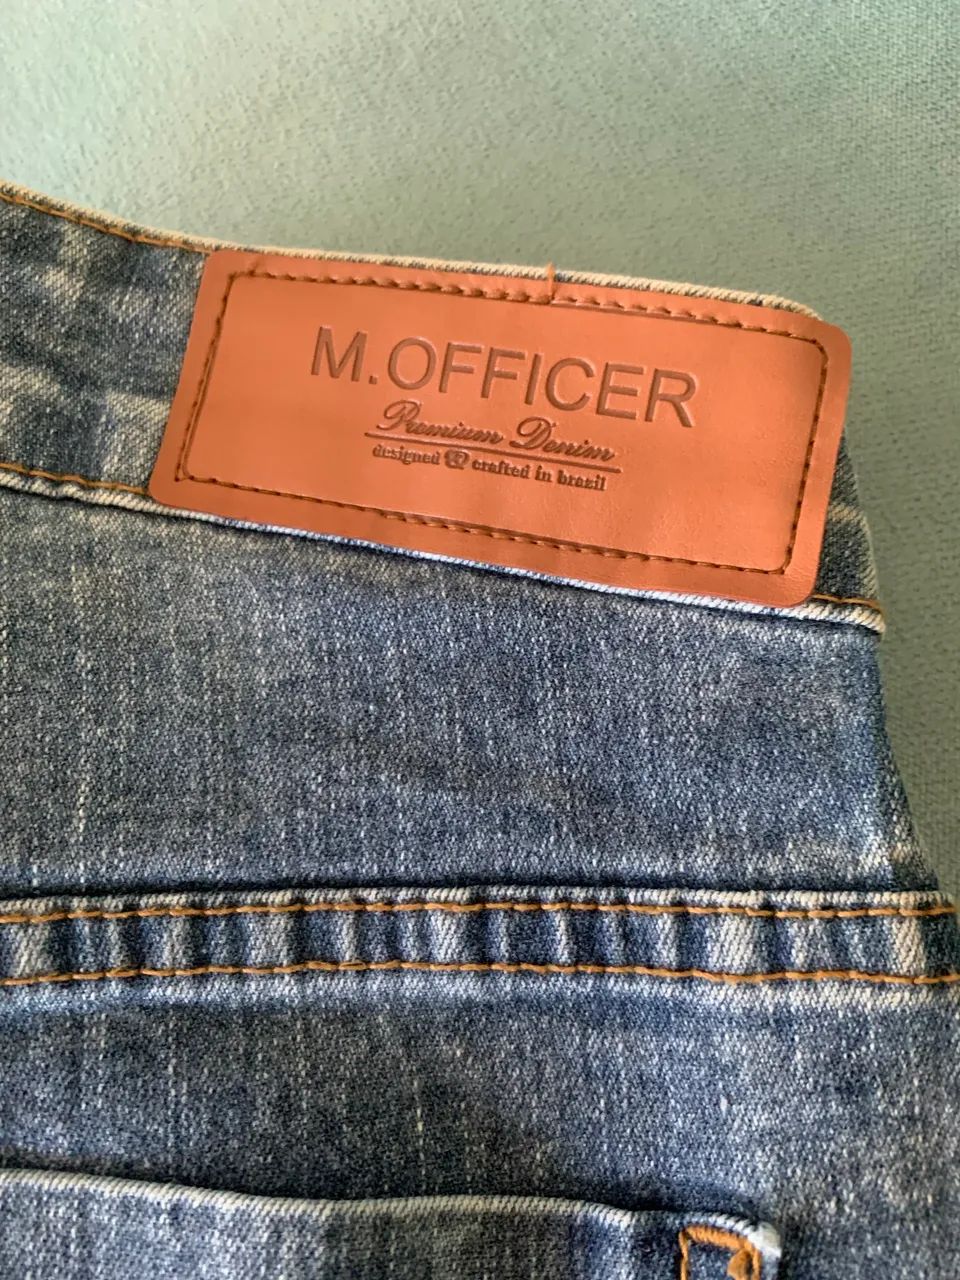 M.OFFICER
Premium Denim
designed & crafted in brazil